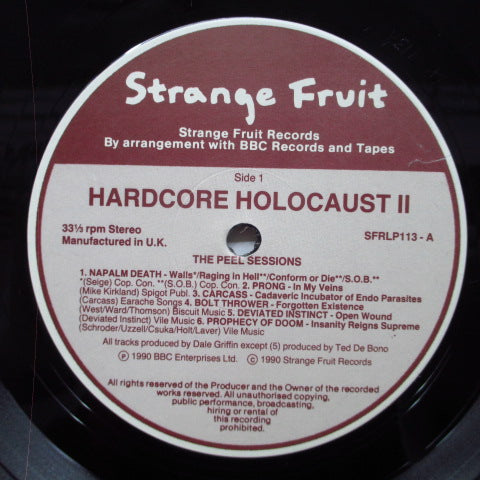 Strange Fruit
Strange Fruit Records
By arrangement with BBC Records and Tapes
Side 1
HARDCORE HOLOCAUST II
33⅓ rpm Stereo
Manufactured in U.K.
SFRLP113 - A
THE PEEL SESSIONS
1. NAPALM DEATH - Walls*/Raging in Hell**/Conform or Die**/S.O.B.**
*(Seige) Cop. Con. **(S.O.B.) Cop. Con. 2. PRONG - In My Veins
(Mike Kirkland) Spigot Publ. 3. CARCASS - Cadaveric Incubator of Endo Parasites
(Carcass) Earache Songs 4. BOLT THROWER - Forgotten Existence
(West/Ward/Thomson) Biscuit Music 5. DEVIATED INSTINCT - Open Wound
(Deviated Instinct) Vile Music 6. PROPHECY OF DOOM - Insanity Reigns Supreme
(Schroder/Uzzell/Csuka/Holt/Laver) Vile Music
All tracks produced by Dale Griffin except (5) produced by Ted De Bono
Ⓟ 1990 BBC Enterprises Ltd. © 1990 Strange Fruit Records
All rights reserved of the Producer and the Owner of the recorded
works reserved. All unauthorised copying,
public performance, broadcasting,
hiring or rental of
this recording
prohibited.